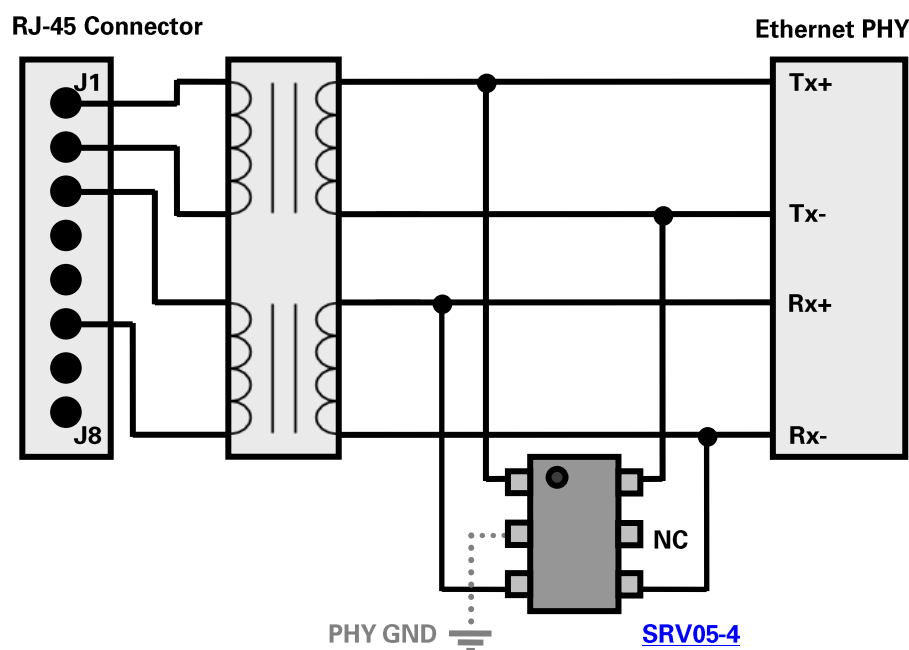 RJ-45 Connector
Ethernet PHY
J1
Tx+
Tx-
Rx+
Rx-
J8
NC
PHY GND
SRV05-4